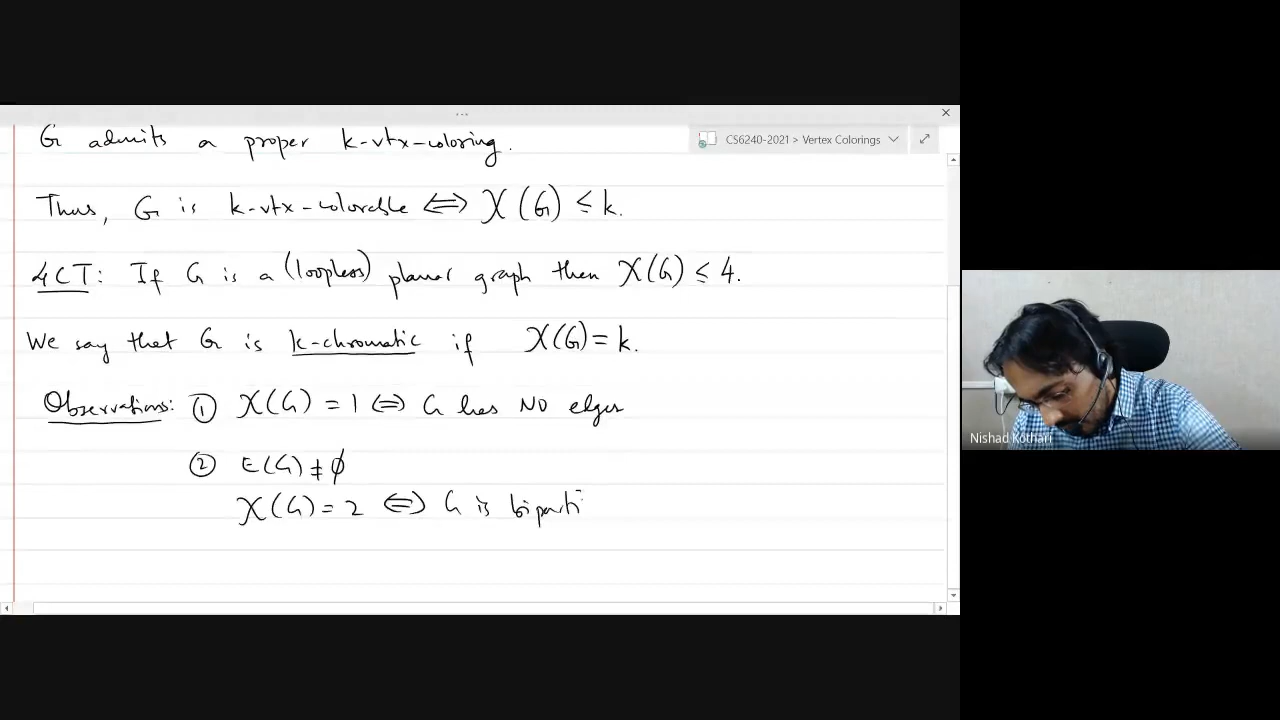 G admits a proper k-vtx-coloring.
CS6240-2021 > Vertex Colorings
Thus, G is k-vtx-colorable ⟺ χ(G) ≤ k.
4CT: If G is a (loopless) planar graph then χ(G) ≤ 4.
We say that G is k-chromatic if χ(G) = k.
Observations: ① χ(G) = 1 ⟺ G has NO edges
② E(G) ≠ ∅
χ(G) = 2 ⟺ G is biparti
Nishad Kothari